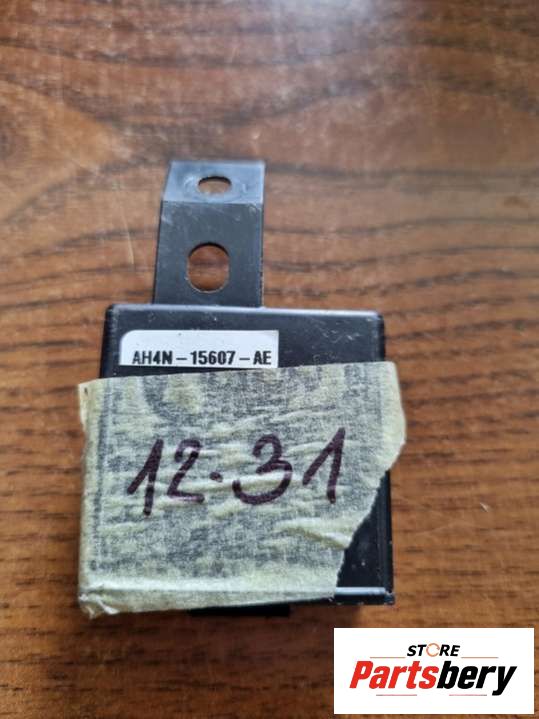 AH4N-15607-AE
12.31
STORE
Partsbery